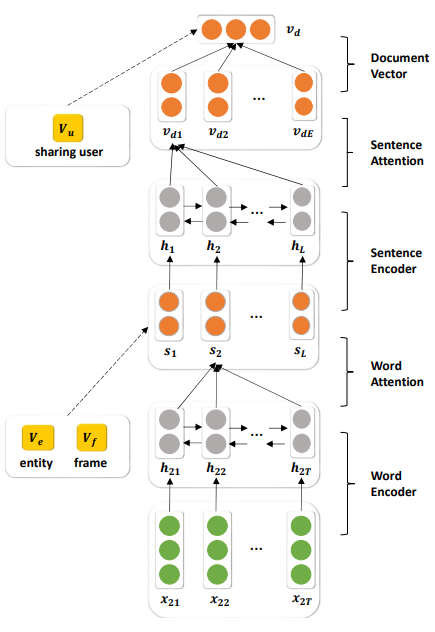 v_d
Document
Vector
...
v_d1 v_d2 v_dE
V_u
sharing user
Sentence
Attention
...
h_1 h_2 h_L
Sentence
Encoder
...
s_1 s_2 s_L
Word
Attention
V_e V_f
entity frame
...
h_21 h_22 h_2T
Word
Encoder
...
x_21 x_22 x_2T